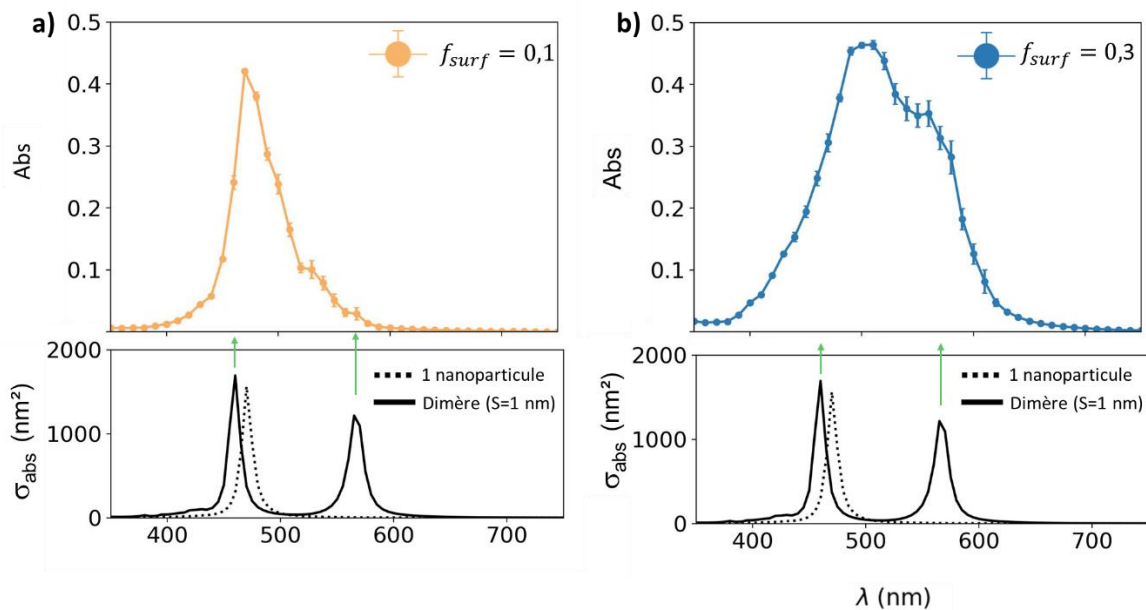 a)
0.5
0.4
0.3
0.2
0.1
Abs
f_surf = 0,1
2000
1000
0
σ_abs (nm²)
1 nanoparticule
Dimère (S=1 nm)
400 500 600 700
b)
0.5
0.4
0.3
0.2
0.1
Abs
f_surf = 0,3
2000
1000
0
σ_abs (nm²)
1 nanoparticule
Dimère (S=1 nm)
400 500 600 700
λ (nm)